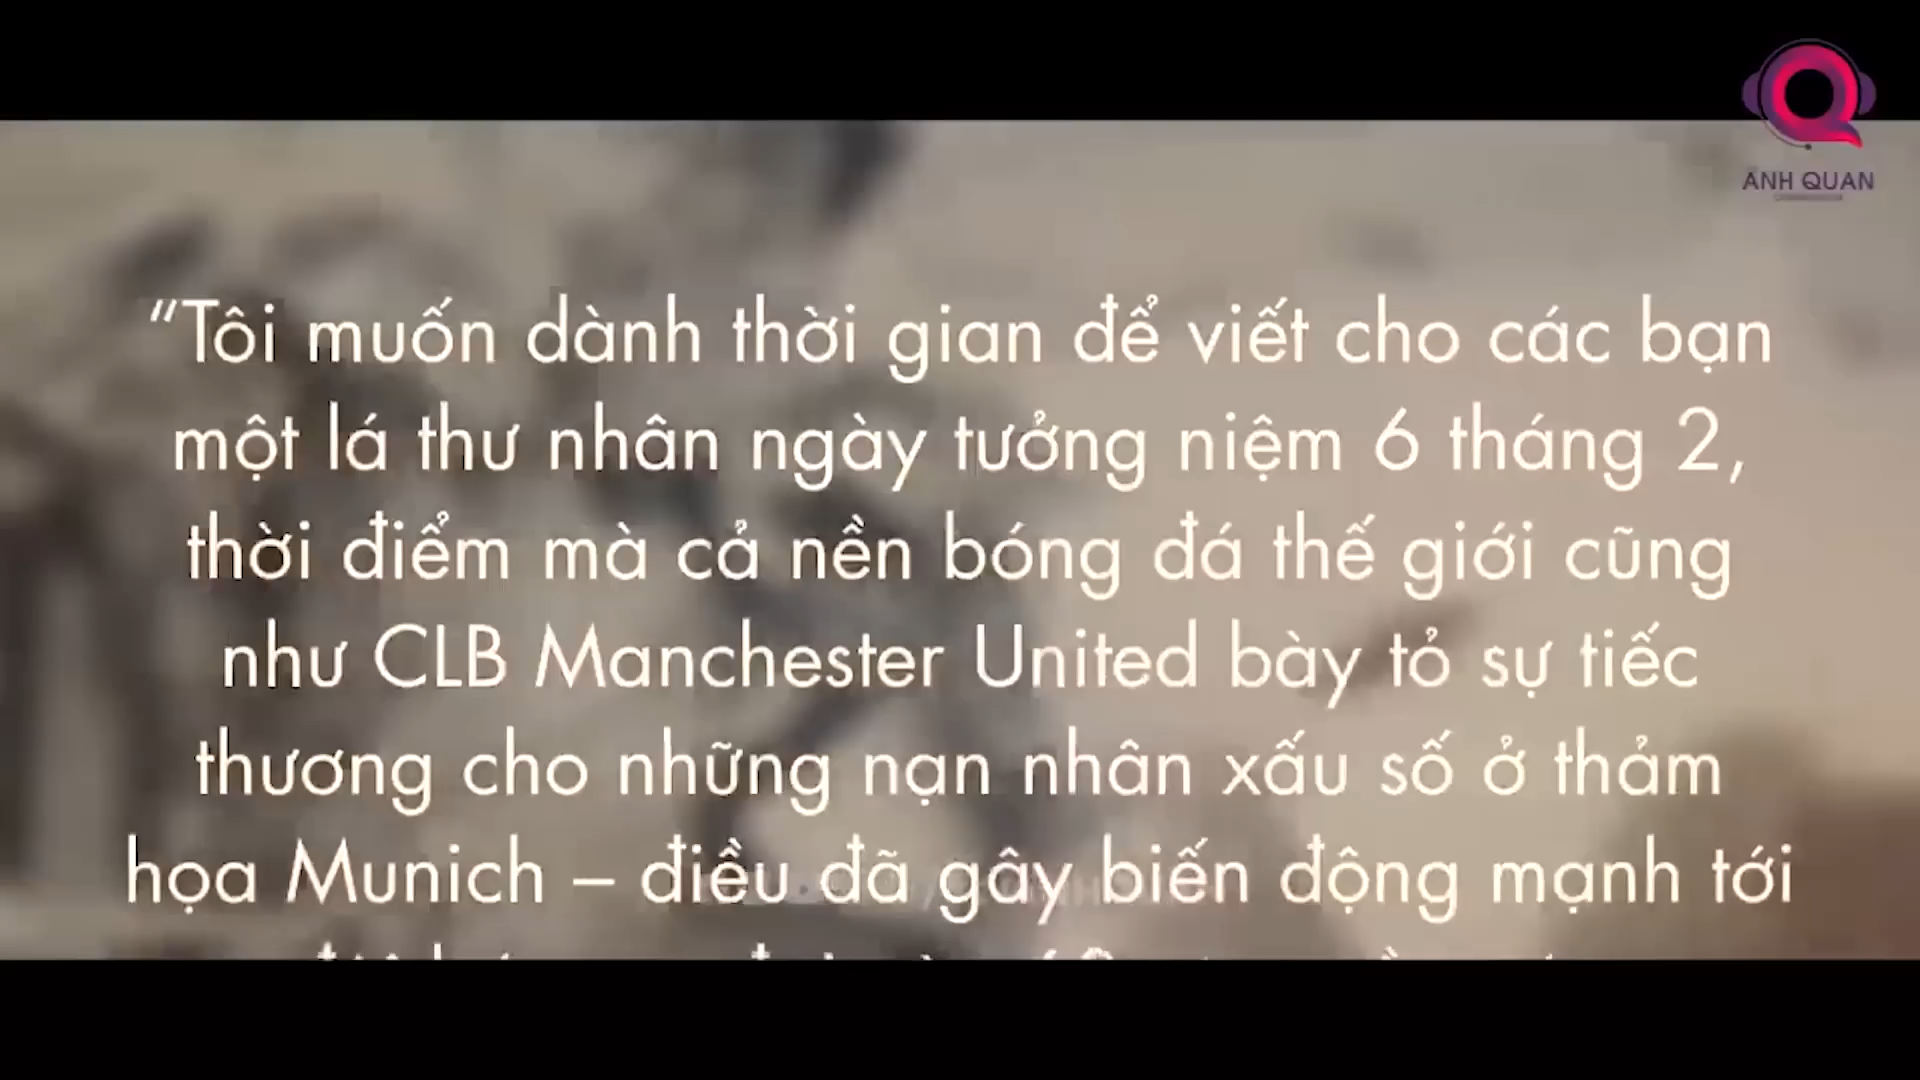 ÁNH QUAN
“Tôi muốn dành thời gian để viết cho các bạn
một lá thư nhân ngày tưởng niệm 6 tháng 2,
thời điểm mà cả nền bóng đá thế giới cũng
như CLB Manchester United bày tỏ sự tiếc
thương cho những nạn nhân xấu số ở thảm
họa Munich – điều đã gây biến động mạnh tới